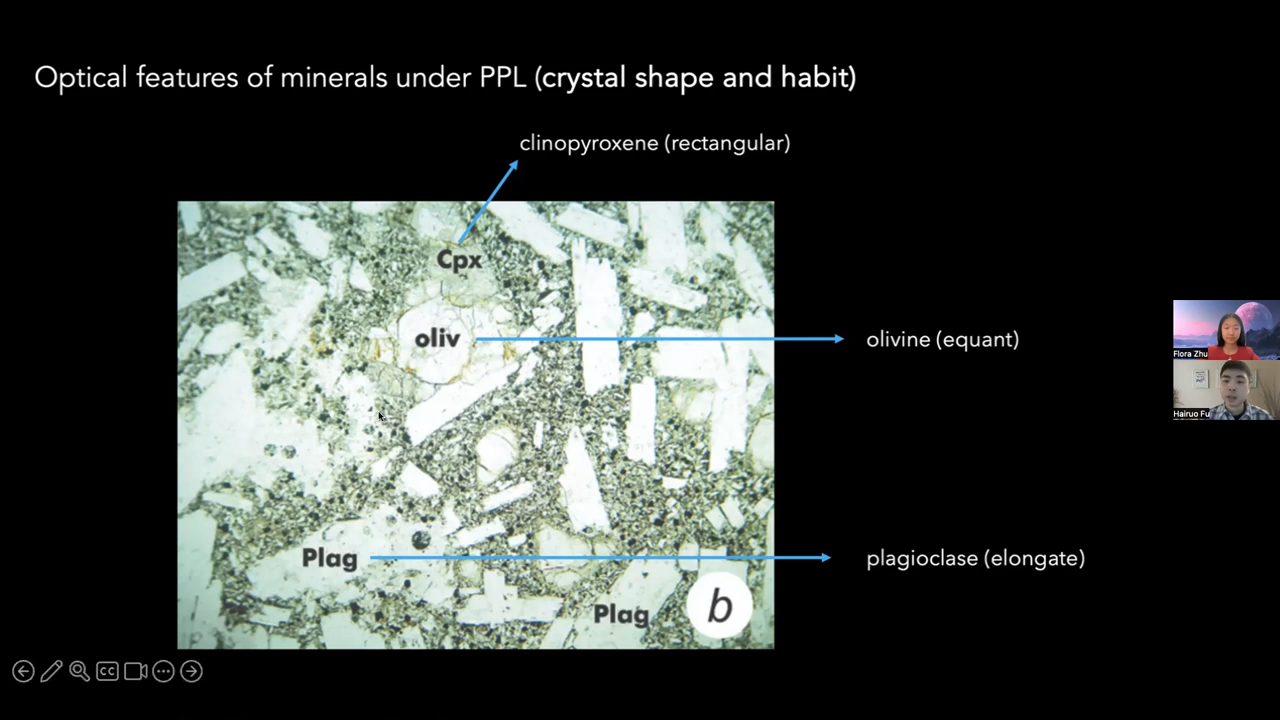 Optical features of minerals under PPL (crystal shape and habit)
clinopyroxene (rectangular)
Cpx
oliv
olivine (equant)
Plag
plagioclase (elongate)
Plag
b
Flora Zhu
Hairuo Fu
CC